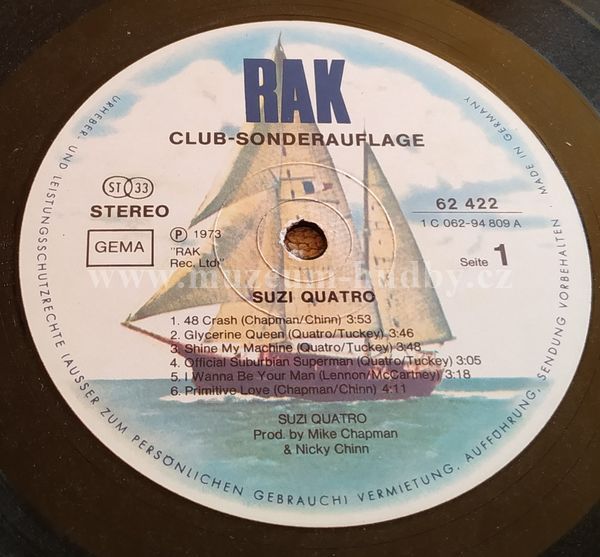 RAK
CLUB-SONDERAUFLAGE
ST 33
STEREO
GEMA
P 1973
"RAK
Rec. Ltd"
62 422
1 C 062-94 809 A
Seite 1
SUZI QUATRO
1. 48 Crash (Chapman/Chinn) 3:53
2. Glycerine Queen (Quatro/Tuckey) 3:46
3. Shine My Machine (Quatro/Tuckey) 3:48
4. Official Suburbian Superman (Quatro/Tuckey) 3:05
5. I Wanna Be Your Man (Lennon/McCartney) 3:18
6. Primitive Love (Chapman/Chinn) 4:11
SUZI QUATRO
Prod. by Mike Chapman
& Nicky Chinn
URHEBER- UND LEISTUNGSSCHUTZRECHTE (AUSSER ZUM PERSÖNLICHEN GEBRAUCH) VERMIETUNG, AUFFÜHRUNG, SENDUNG VORBEHALTEN MADE IN GERMANY
www.muzeum-hudby.cz